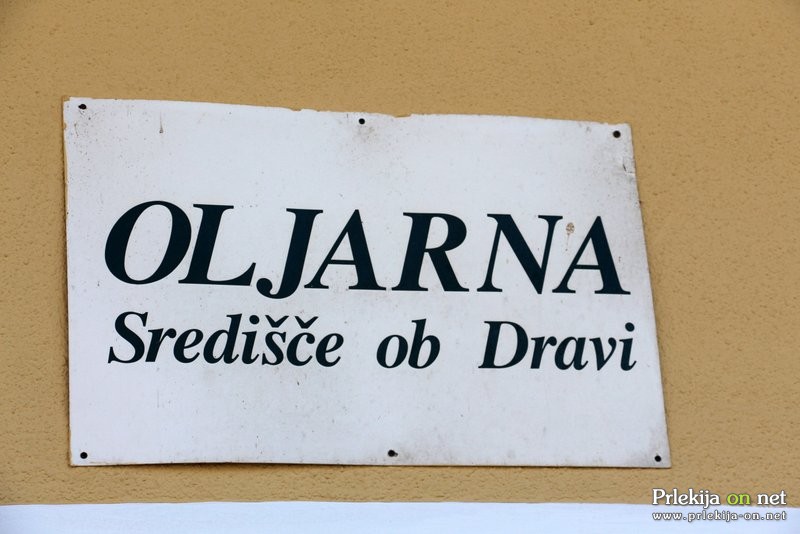 OLJARNA
Središče ob Dravi
Prlekija on net
www.prlekija-on.net